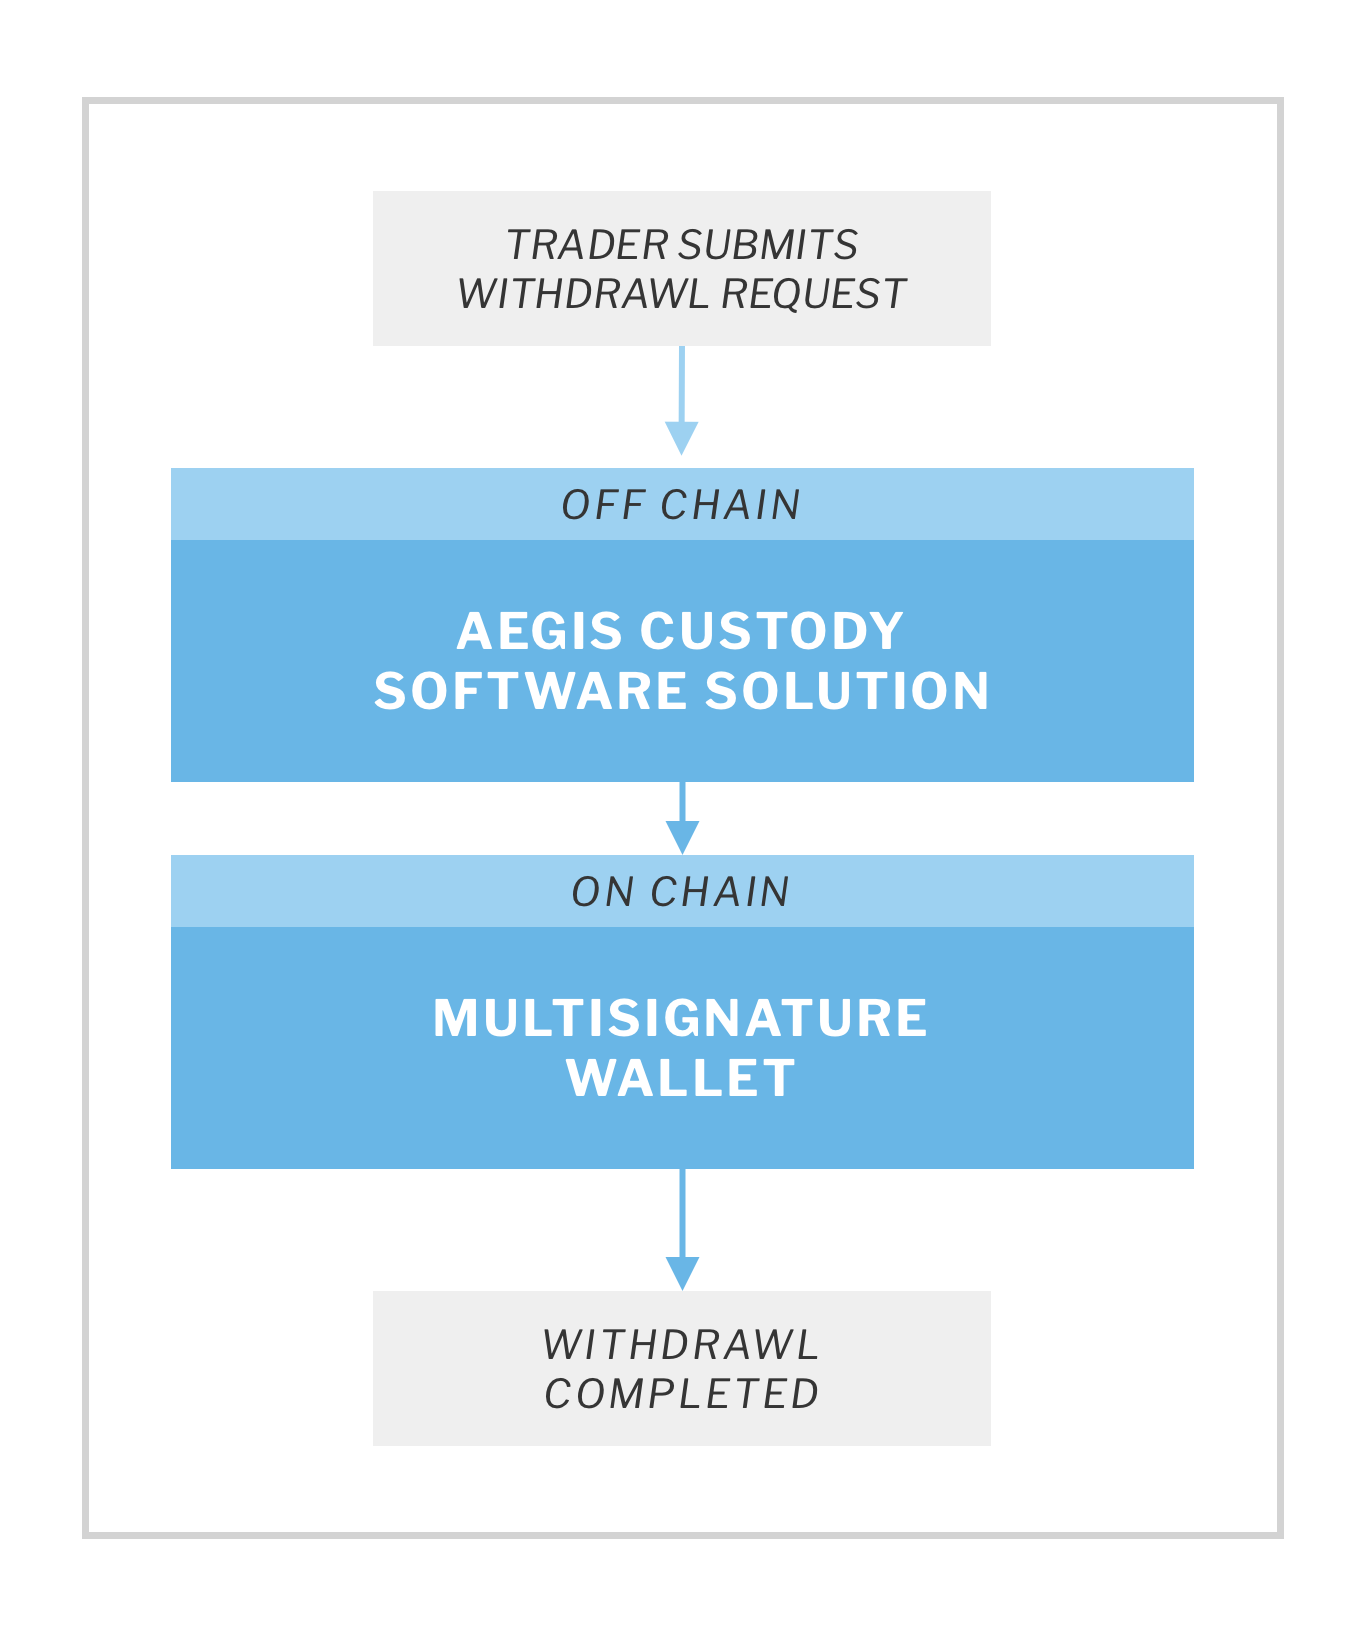 TRADER SUBMITS
WITHDRAWL REQUEST
OFF CHAIN
AEGIS CUSTODY
SOFTWARE SOLUTION
ON CHAIN
MULTISIGNATURE
WALLET
WITHDRAWL
COMPLETED